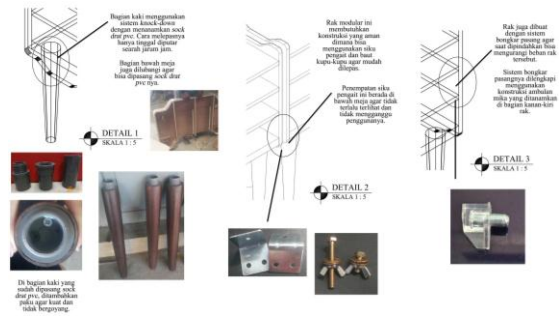 Bagian kaki menggunakan
sistem knock-down
dengan menanamkan sock
drat pvc. Cara melepasnya
hanya tinggal diputar
searah jarum jam.
Bagian bawah meja
juga dilubangi agar
bisa dipasang sock drat
pvc nya.
DETAIL 1
SKALA 1 : 5
Di bagian kaki yang
sudah dipasang sock
drat pvc, ditambahkan
paku agar kuat dan
tidak bergoyang.
Rak modular ini
membutuhkan
konstruksi yang aman
dimana bisa
menggunakan siku
pengait dan baut
kupu-kupu agar mudah
dilepas.
Penempatan siku
pengait ini berada di
bawah meja agar tidak
terlalu terlihat dan
tidak mengganggu
penggunanya.
DETAIL 2
SKALA 1 : 5
Rak juga dibuat
dengan sistem
bongkar pasang agar
saat dipindahkan bisa
mengurangi beban rak
tersebut.
Sistem bongkar
pasangnya dilengkapi
menggunakan
konstruksi ambalan
mika yang ditanamkan
di bagian kanan-kiri
rak.
DETAIL 3
SKALA 1 : 5